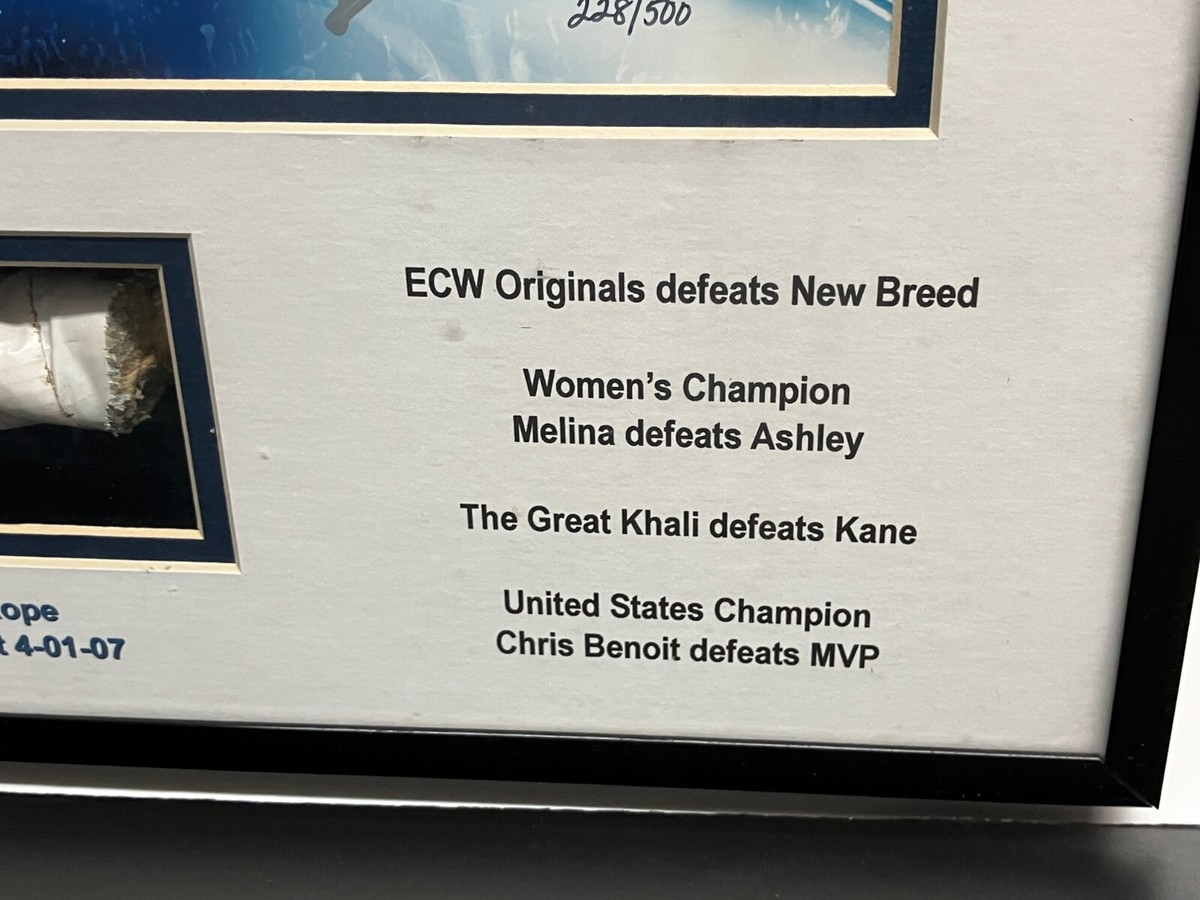 228/500
ECW Originals defeats New Breed
Women's Champion
Melina defeats Ashley
The Great Khali defeats Kane
United States Champion
Chris Benoit defeats MVP
ope
t 4-01-07